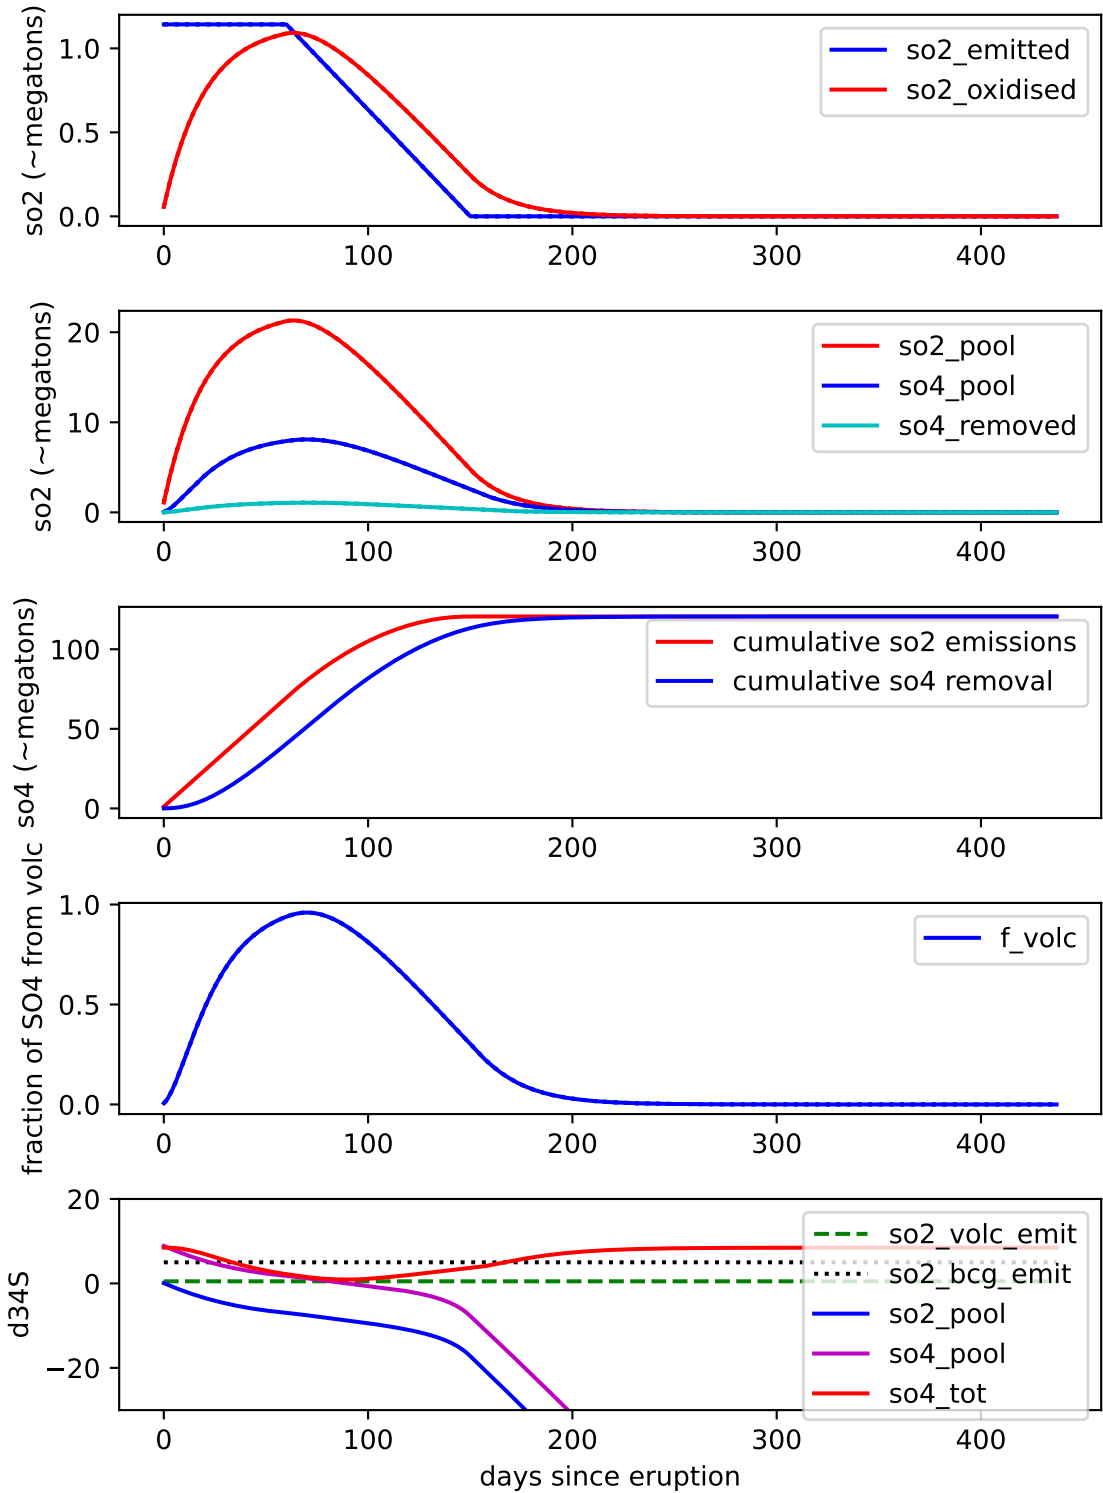 so2 (~megatons)
1.0
0.5
0.0
so2_emitted
so2_oxidised
0 100 200 300 400
so2 (~megatons)
20
10
0
so2_pool
so4_pool
so4_removed
0 100 200 300 400
so4 (~megatons)
100
50
0
cumulative so2 emissions
cumulative so4 removal
0 100 200 300 400
fraction of SO4 from volc
1.0
0.5
0.0
f_volc
0 100 200 300 400
d34S
20
0
−20
so2_volc_emit
so2_bcg_emit
so2_pool
so4_pool
so4_tot
0 100 200 300 400
days since eruption